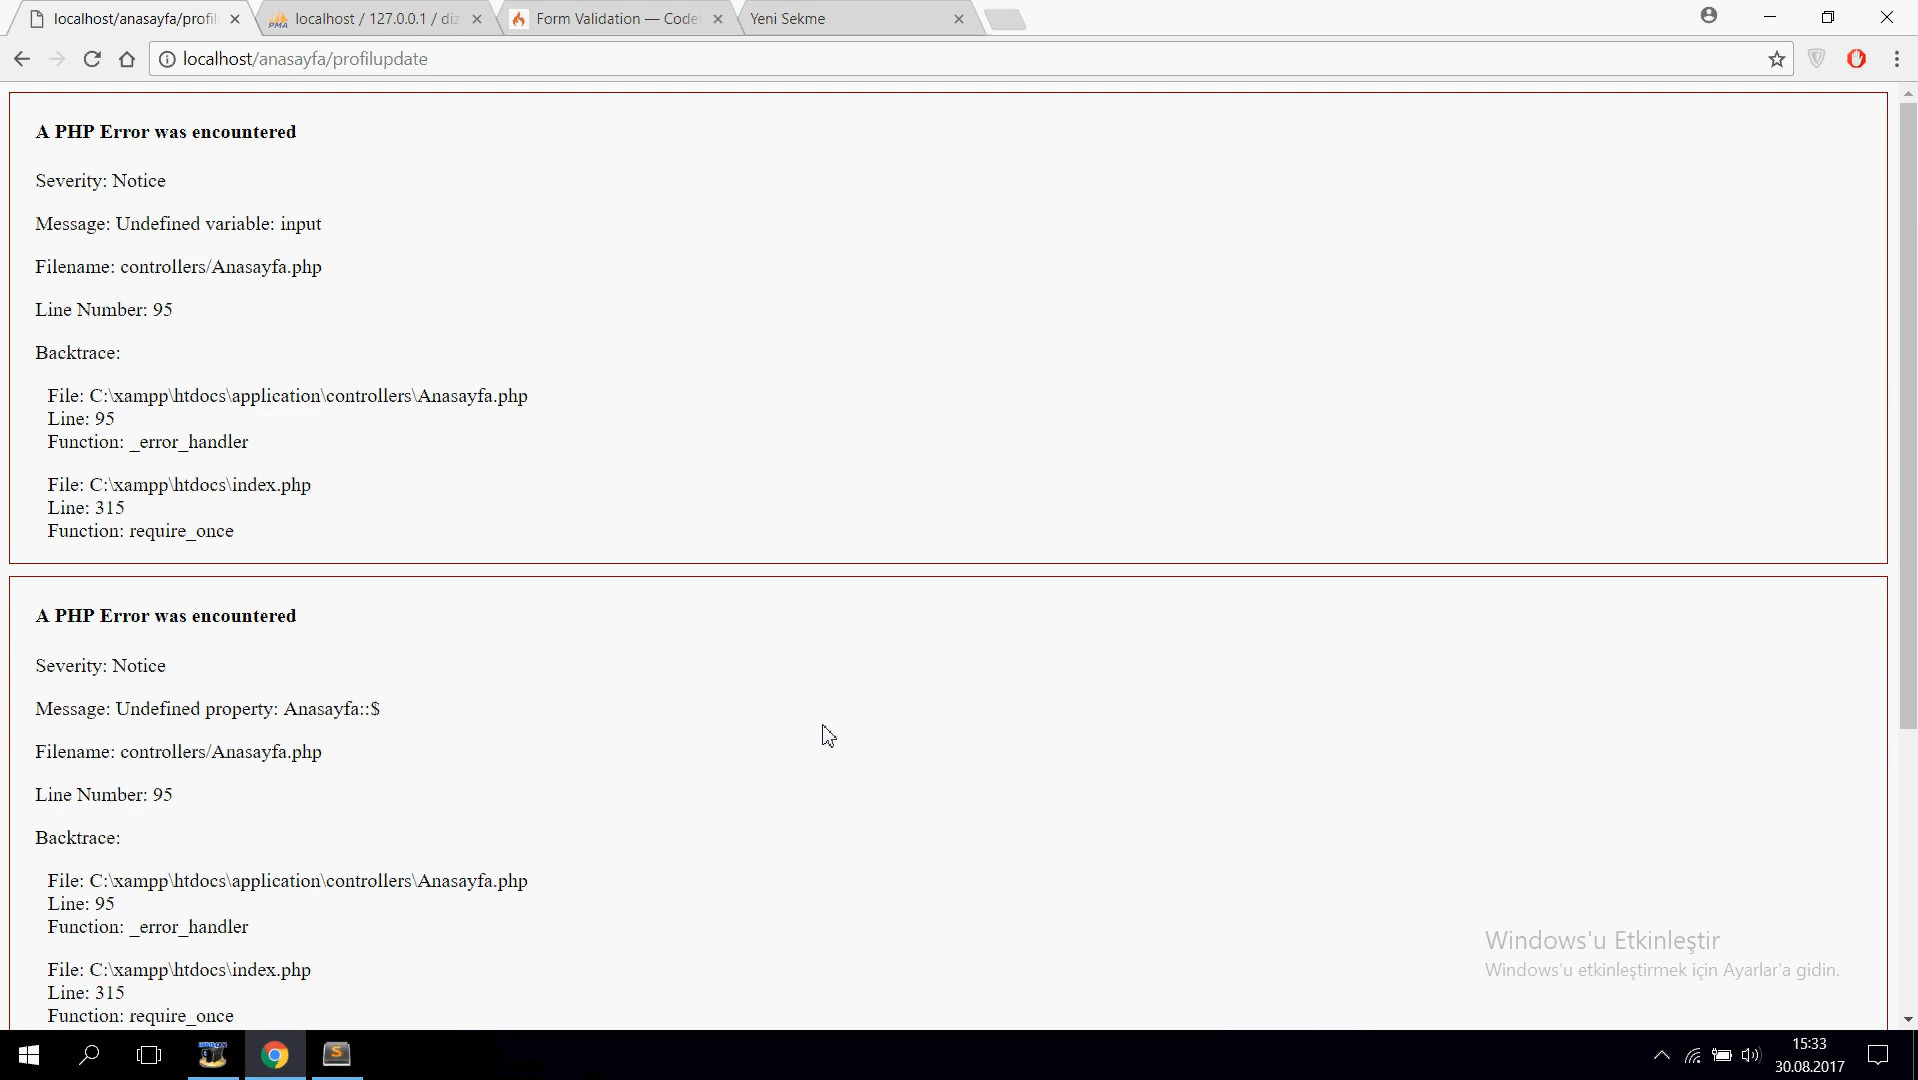 localhost/anasayfa/profil
localhost / 127.0.0.1 / diz
Form Validation — Code
Yeni Sekme
localhost/anasayfa/profilupdate
A PHP Error was encountered
Severity: Notice
Message: Undefined variable: input
Filename: controllers/Anasayfa.php
Line Number: 95
Backtrace:
File: C:\xampp\htdocs\application\controllers\Anasayfa.php
Line: 95
Function: _error_handler
File: C:\xampp\htdocs\index.php
Line: 315
Function: require_once
A PHP Error was encountered
Severity: Notice
Message: Undefined property: Anasayfa::$
Filename: controllers/Anasayfa.php
Line Number: 95
Backtrace:
File: C:\xampp\htdocs\application\controllers\Anasayfa.php
Line: 95
Function: _error_handler
File: C:\xampp\htdocs\index.php
Line: 315
Function: require_once
Windows'u Etkinleştir
Windows'u etkinleştirmek için Ayarlar'a gidin.
15:33
30.08.2017